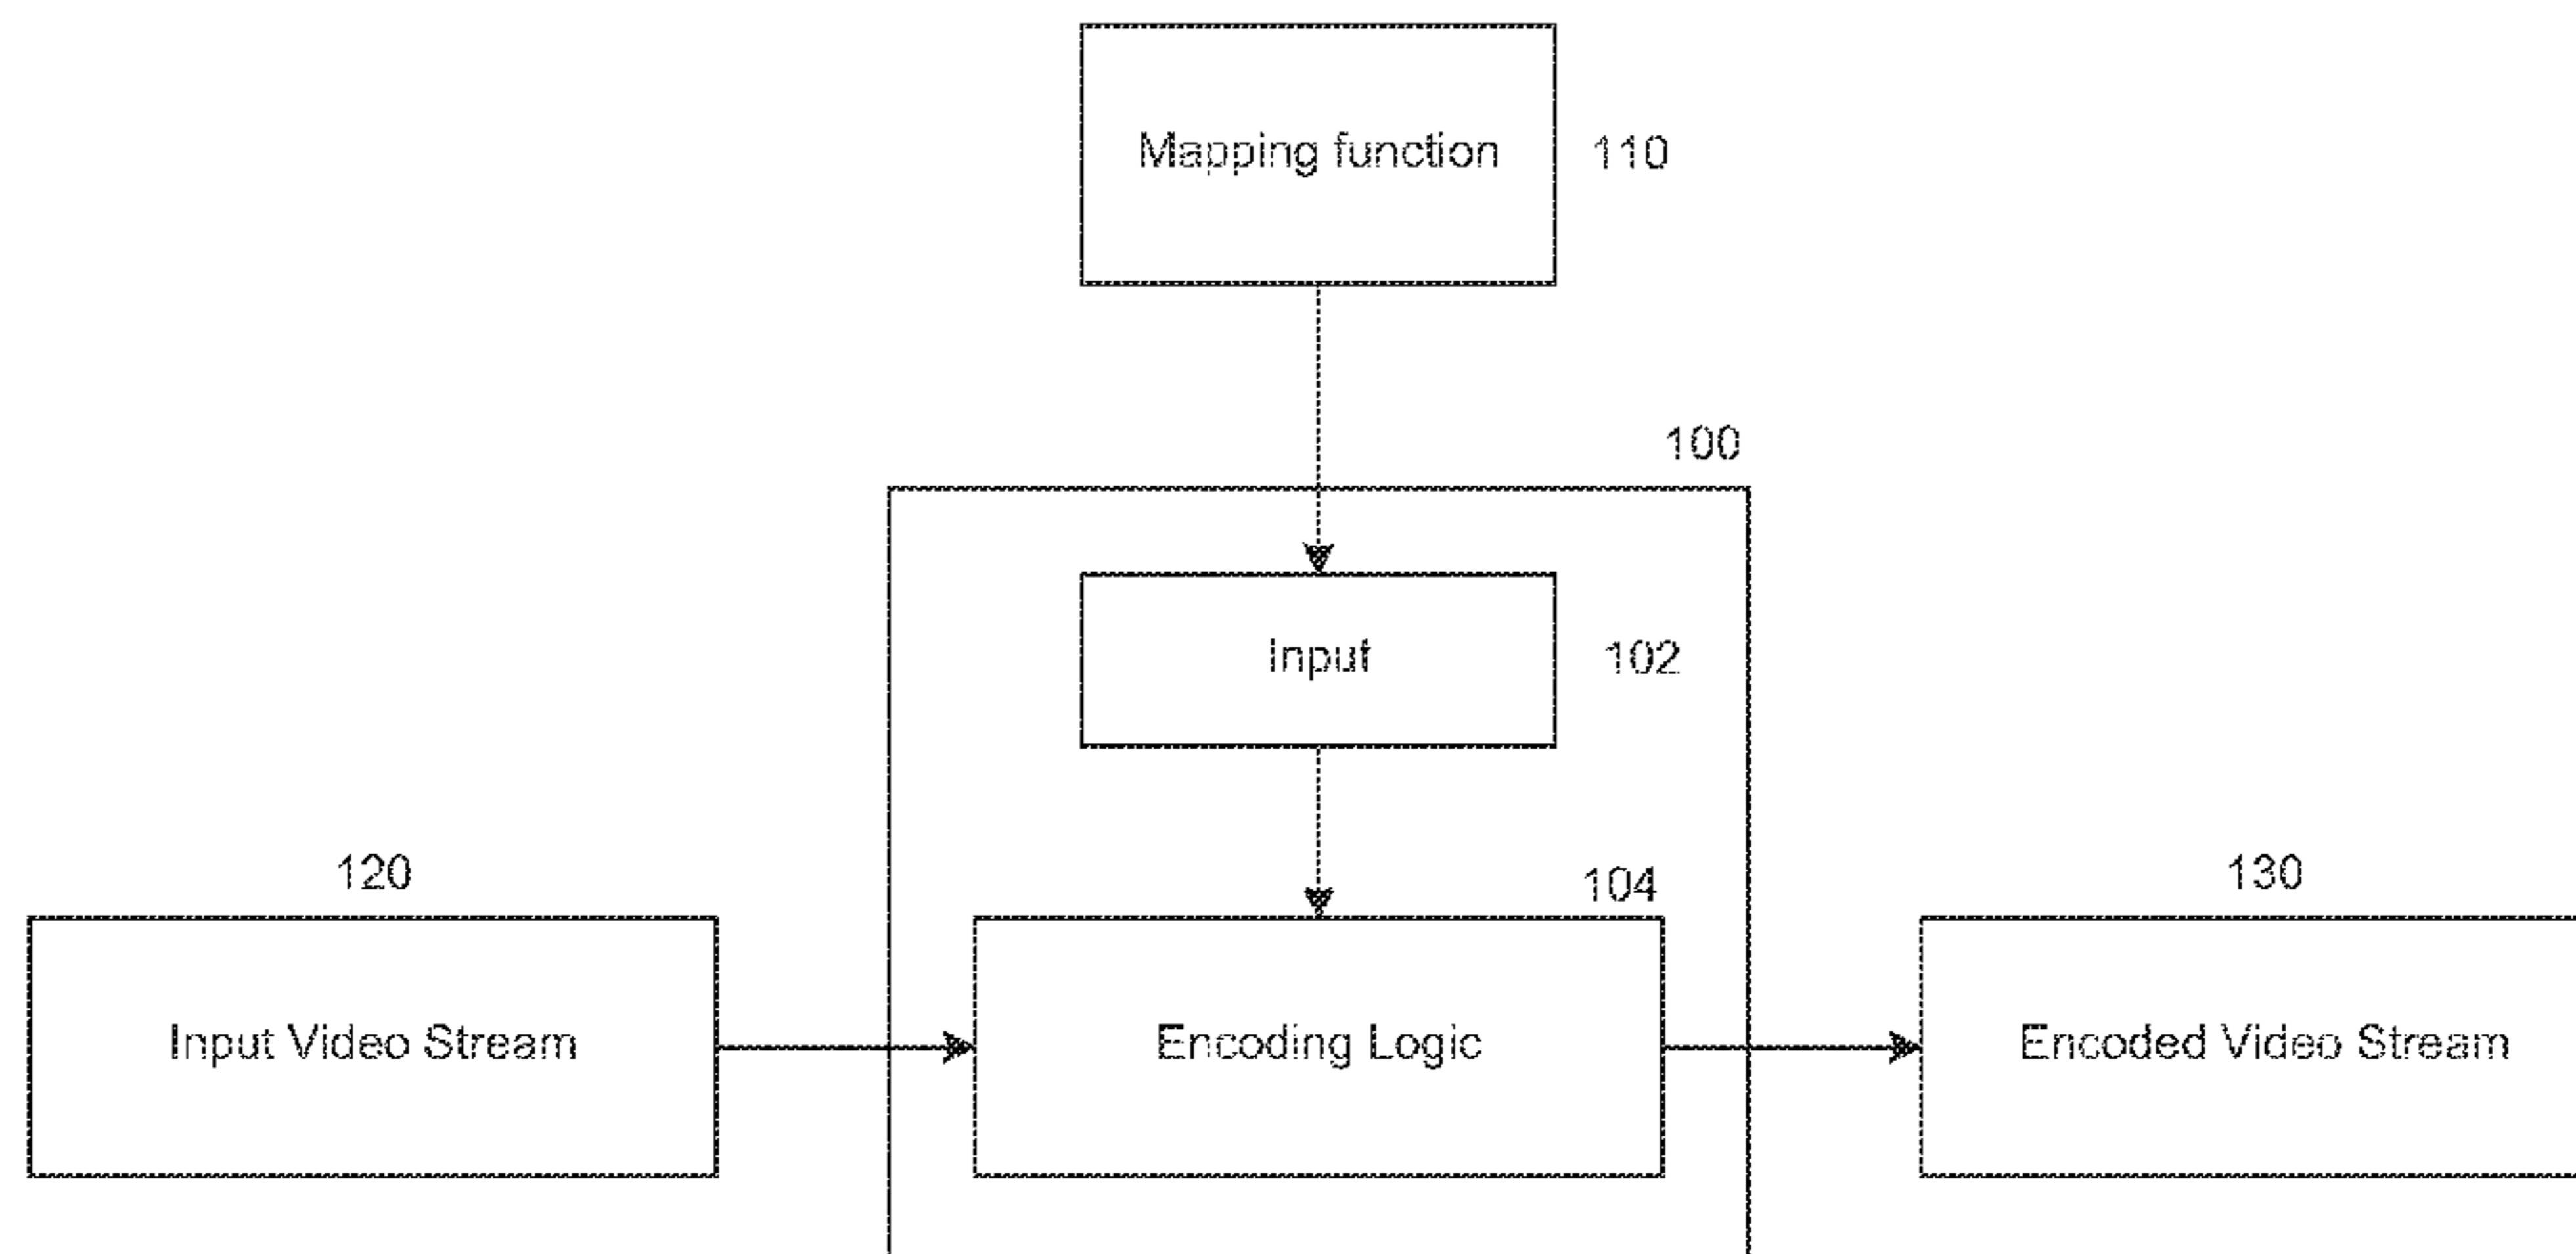 Mapping function
110
100
Input
102
120
104
130
Input Video Stream
Encoding Logic
Encoded Video Stream